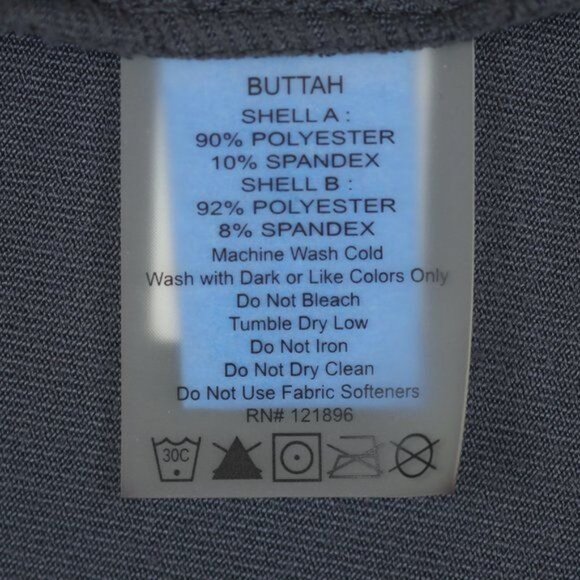 BUTTAH
SHELL A :
90% POLYESTER
10% SPANDEX
SHELL B :
92% POLYESTER
8% SPANDEX
Machine Wash Cold
Wash with Dark or Like Colors Only
Do Not Bleach
Tumble Dry Low
Do Not Iron
Do Not Dry Clean
Do Not Use Fabric Softeners
RN# 121896
30C